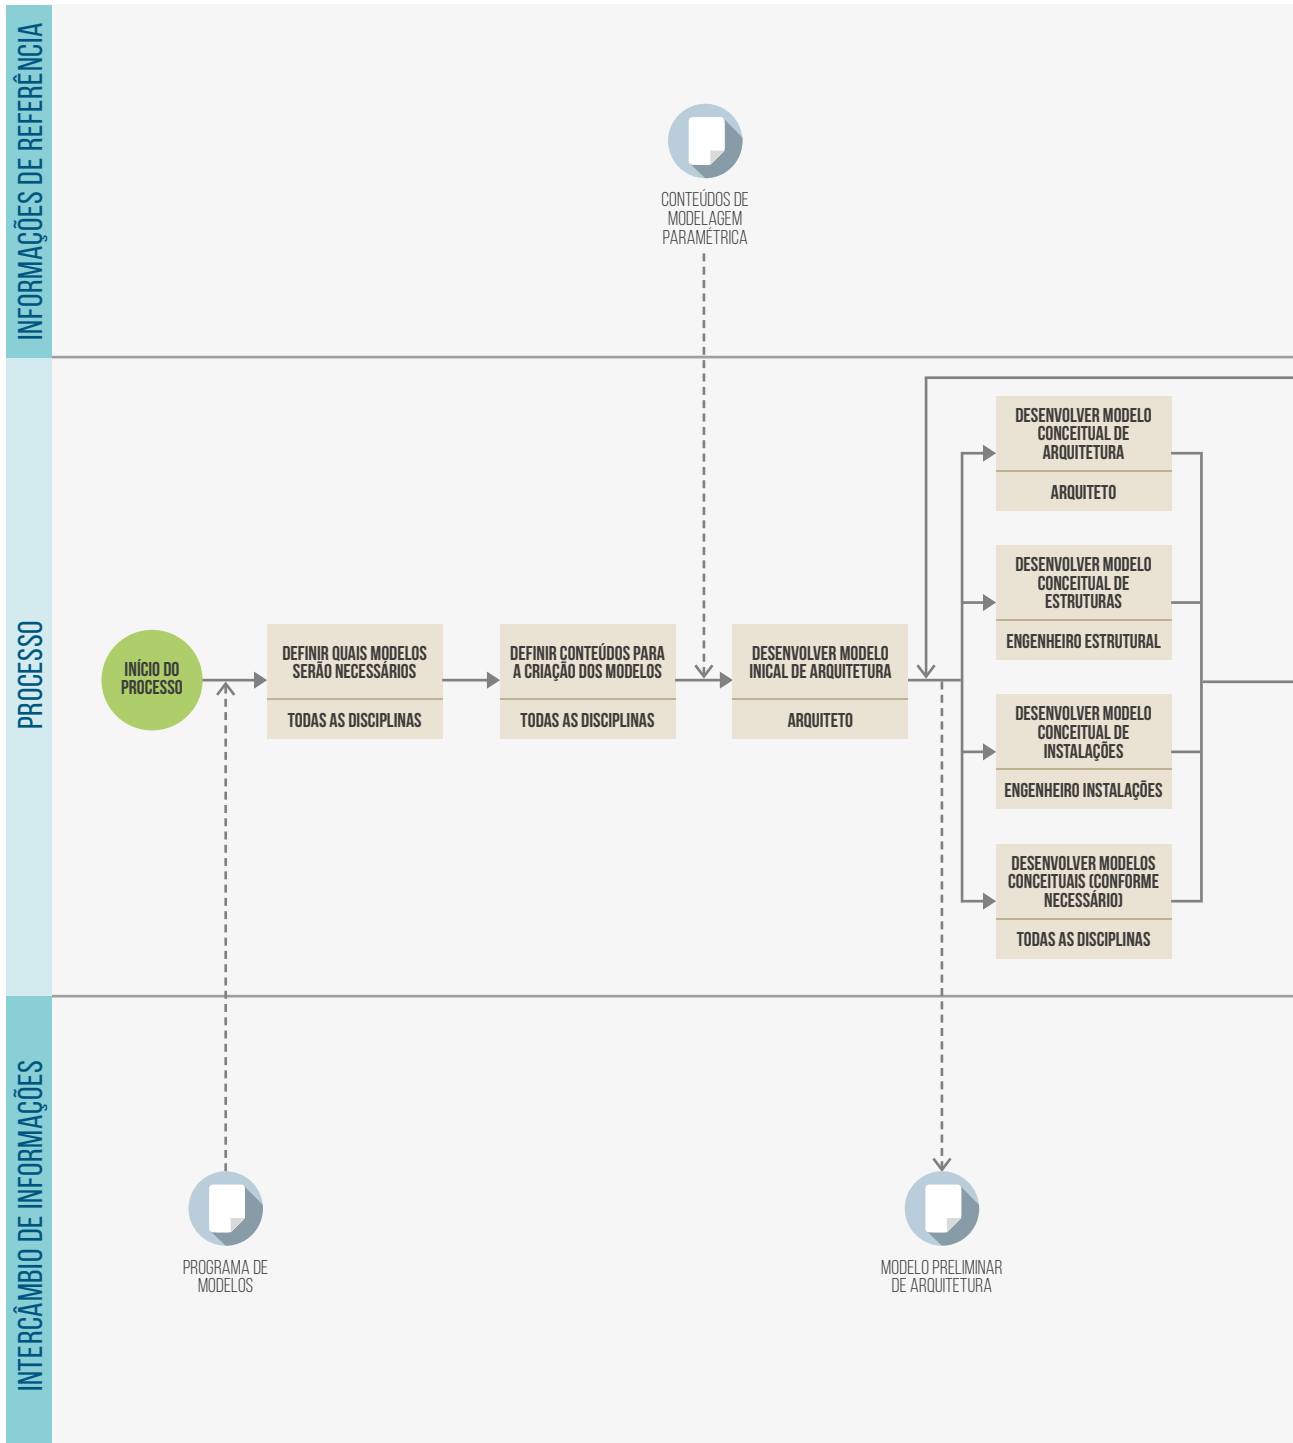 INFORMAÇÕES DE REFERÊNCIA
CONTEÚDOS DE
MODELAGEM
PARAMÉTRICA
PROCESSO
INÍCIO DO
PROCESSO
DEFINIR QUAIS MODELOS
SERÃO NECESSÁRIOS
TODAS AS DISCIPLINAS
DEFINIR CONTEÚDOS PARA
A CRIAÇÃO DOS MODELOS
TODAS AS DISCIPLINAS
DESENVOLVER MODELO
INICAL DE ARQUITETURA
ARQUITETO
DESENVOLVER MODELO
CONCEITUAL DE
ARQUITETURA
ARQUITETO
DESENVOLVER MODELO
CONCEITUAL DE
ESTRUTURAS
ENGENHEIRO ESTRUTURAL
DESENVOLVER MODELO
CONCEITUAL DE
INSTALAÇÕES
ENGENHEIRO INSTALAÇÕES
DESENVOLVER MODELOS
CONCEITUAIS (CONFORME
NECESSÁRIO)
TODAS AS DISCIPLINAS
INTERCÂMBIO DE INFORMAÇÕES
PROGRAMA DE
MODELOS
MODELO PRELIMINAR
DE ARQUITETURA